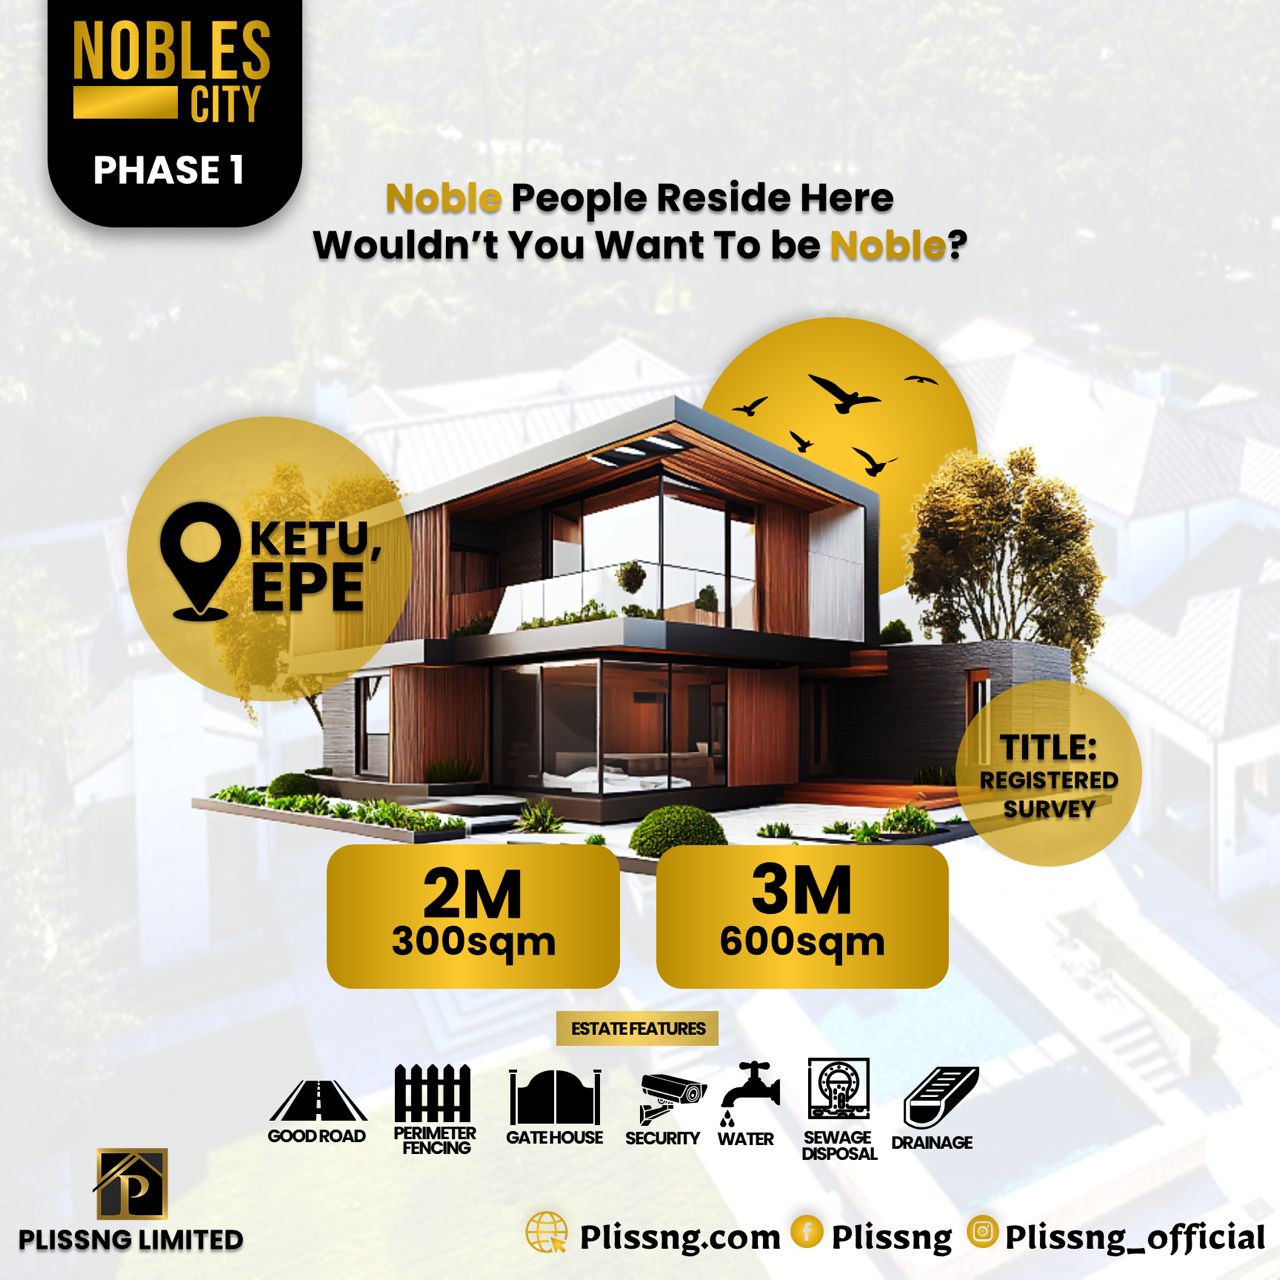 NOBLES
CITY
PHASE 1
Noble People Reside Here
Wouldn’t You Want To be Noble?
KETU,
EPE
TITLE:
REGISTERED
SURVEY
2M
300sqm
3M
600sqm
ESTATE FEATURES
GOOD ROAD
PERIMETER
FENCING
GATE HOUSE
SECURITY
WATER
SEWAGE
DISPOSAL
DRAINAGE
P
PLISSNG LIMITED
Plissng.com
Plissng
Plissng_official